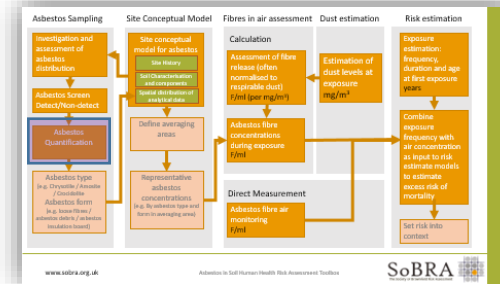 Asbestos Sampling
Site Conceptual Model
Fibres in air assessment
Dust estimation
Risk estimation
Investigation and
assessment of
asbestos
distribution
Asbestos Screen
Detect/Non-detect
Asbestos
Quantification
Asbestos type
(e.g. Chrysotile / Amosite
/ Crocidolite)
Asbestos form
(e.g. loose fibres /
asbestos debris / asbestos
insulation board)
Site conceptual
model for asbestos
Site History
Soil Characterisation
and components
Spatial distribution of
analytical data
Define averaging
areas
Representative
asbestos
concentrations
(e.g. By asbestos type and
form in averaging area)
Calculation
Assessment of fibre
release (often
normalised to
respirable dust)
F/ml (per mg/m³)
Asbestos fibre
concentrations
during exposure
F/ml
Direct Measurement
Asbestos fibre air
monitoring
F/ml
Estimation of
dust levels at
exposure
mg/m³
Exposure
estimation:
frequency,
duration and age
at first exposure
years
Combine
exposure
frequency with
air concentration
as input to risk
estimate models
to estimate
excess risk of
mortality
Set risk into
context
www.sobra.org.uk
Asbestos in Soil Human Health Risk Assessment Toolbox
SoBRA